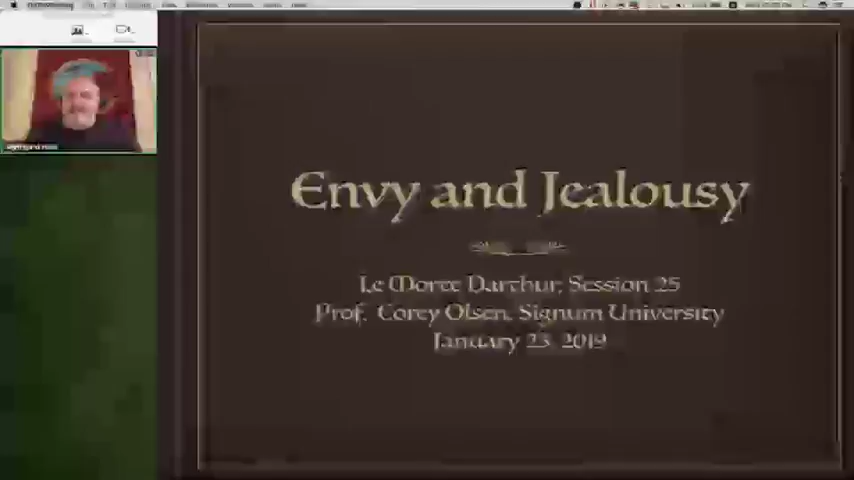 Envy and Jealousy
Le Morte Darthur, Session 25
Prof. Corey Olsen, Signum University
January 23, 2019